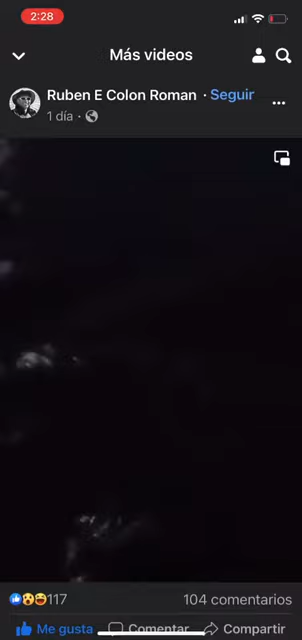 2:28
Más videos
Ruben E Colon Roman · Seguir
1 día ·
117
104 comentarios
Me gusta
Comentar
Compartir